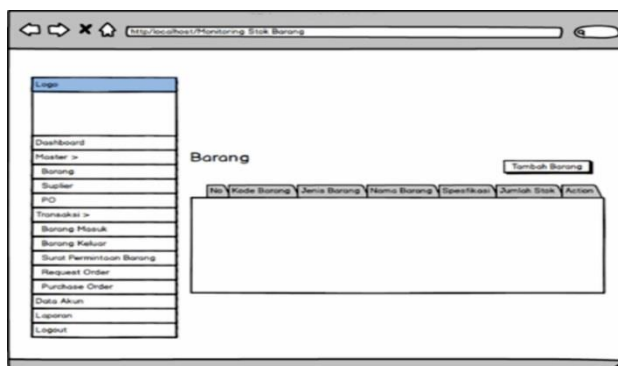 http/localhost/Monitoring Stok Barang
Logo
Dashboard
Master >
Barang
Suplier
PO
Transaksi >
Barang Masuk
Barang Keluar
Surat Permintaan Barang
Request Order
Purchase Order
Data Akun
Laporan
Logout
Barang
Tambah Barang
No Kode Barang Jenis Barang Nama Barang Spesifikasi Jumlah Stok Action